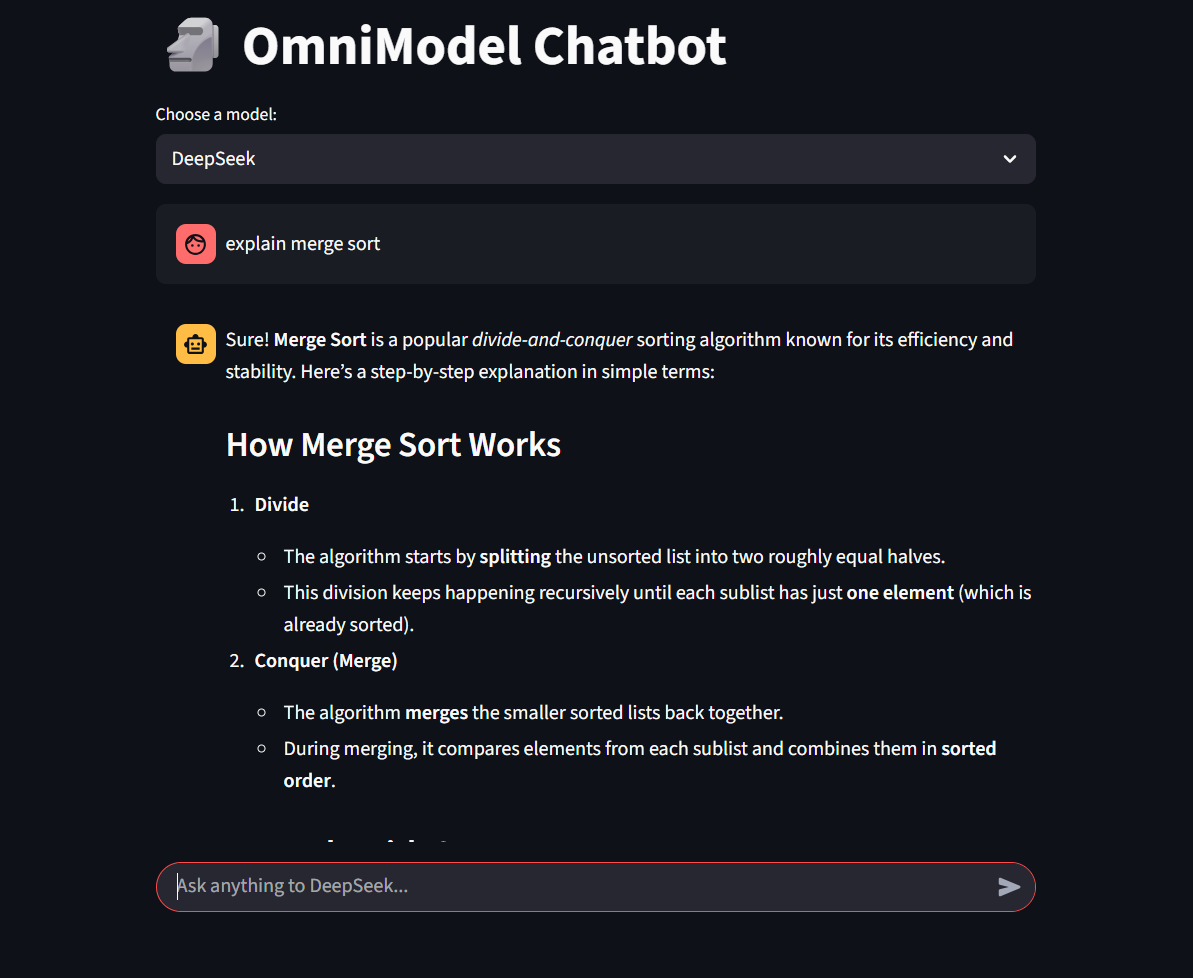 OmniModel Chatbot
Choose a model:
DeepSeek
explain merge sort
Sure! Merge Sort is a popular divide-and-conquer sorting algorithm known for its efficiency and
stability. Here’s a step-by-step explanation in simple terms:
How Merge Sort Works
1. Divide
The algorithm starts by splitting the unsorted list into two roughly equal halves.
This division keeps happening recursively until each sublist has just one element (which is
already sorted).
2. Conquer (Merge)
The algorithm merges the smaller sorted lists back together.
During merging, it compares elements from each sublist and combines them in sorted
order.
Ask anything to DeepSeek...